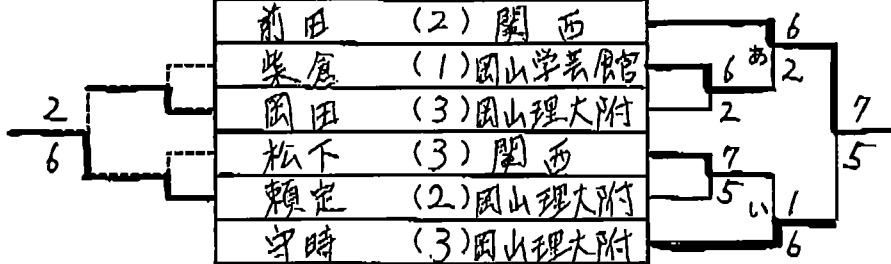 前田 (2) 関西
柴倉 (1) 岡山学芸館
岡田 (3) 岡山理大附
松下 (3) 関西
頼定 (2) 岡山理大附
守時 (3) 岡山理大附
2
6
6
2
7
5
あ
6
2
い
1
6
7
5